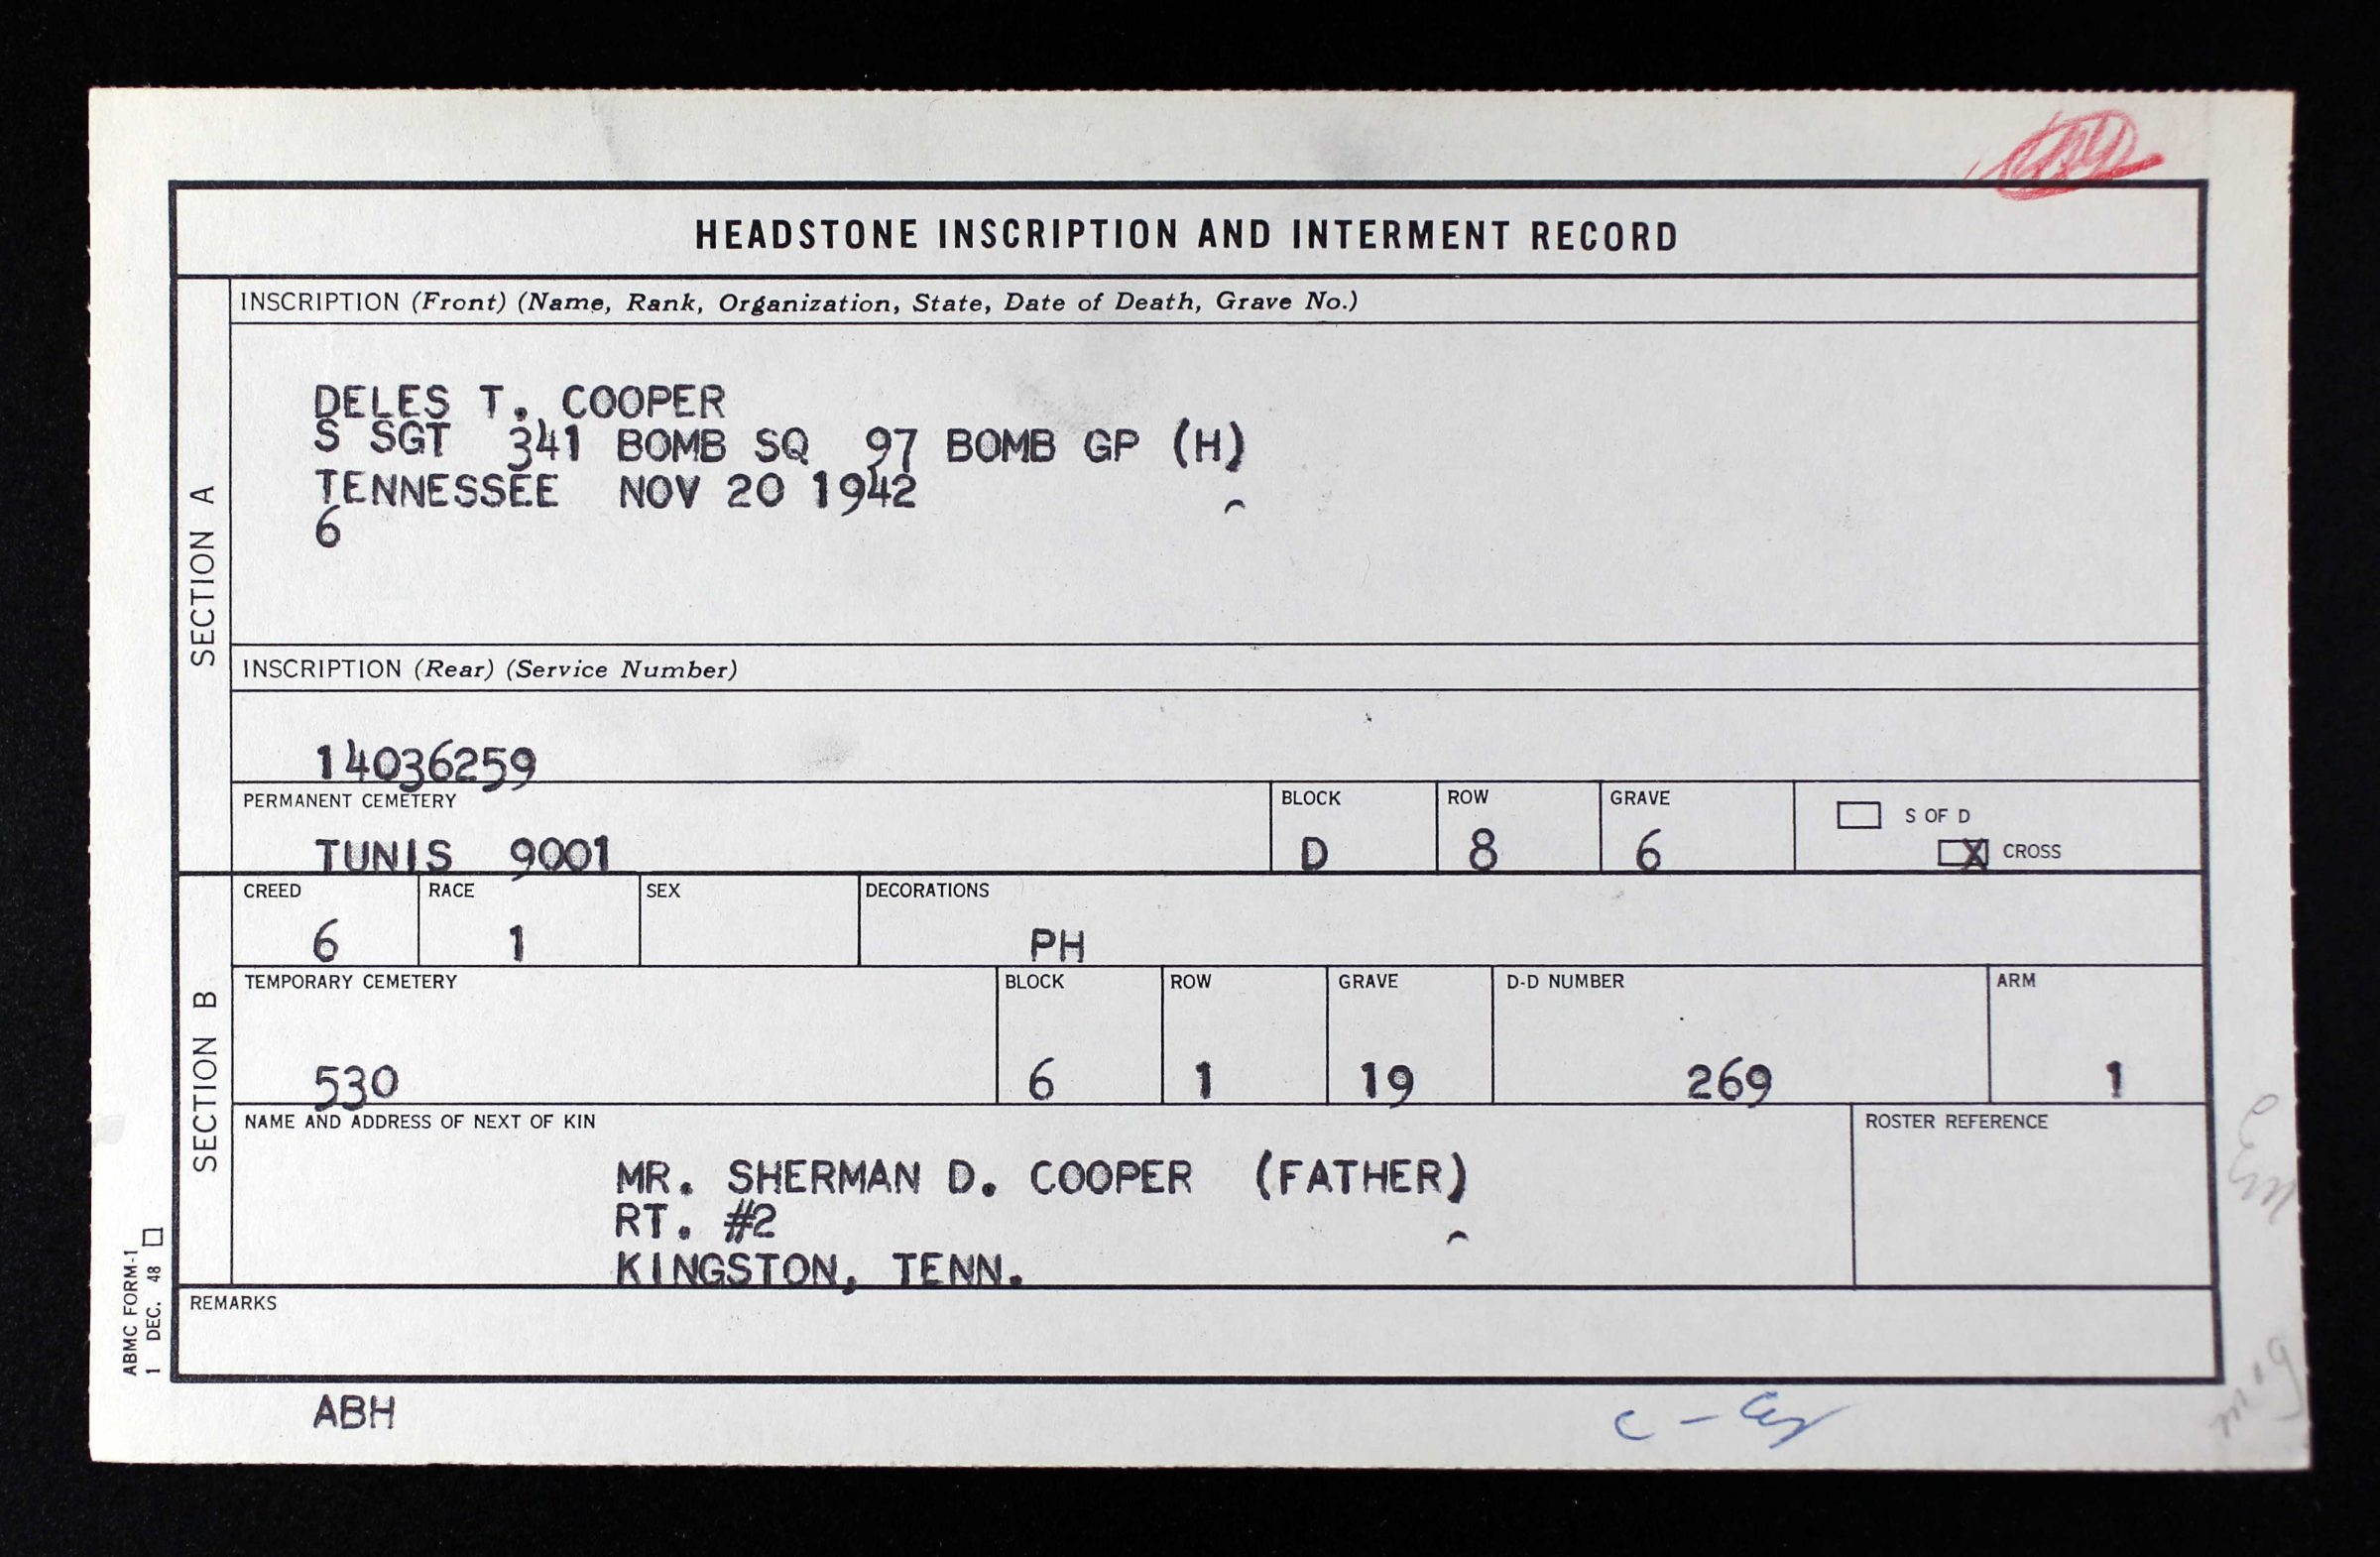 HEADSTONE INSCRIPTION AND INTERMENT RECORD
SECTION A
INSCRIPTION (Front) (Name, Rank, Organization, State, Date of Death, Grave No.)
DELES T. COOPER
S SGT 341 BOMB SQ 97 BOMB GP (H)
TENNESSEE NOV 20 1942
6
INSCRIPTION (Rear) (Service Number)
14036259
PERMANENT CEMETERY BLOCK ROW GRAVE
S OF D
TUNIS 9001 D 8 6 X CROSS
SECTION B
CREED RACE SEX DECORATIONS
6 1 PH
TEMPORARY CEMETERY BLOCK ROW GRAVE D-D NUMBER ARM
530 6 1 19 269 1
NAME AND ADDRESS OF NEXT OF KIN ROSTER REFERENCE
MR. SHERMAN D. COOPER (FATHER)
RT. #2
KINGSTON, TENN.
REMARKS
ABMC FORM-1
1 DEC. 48
ABH